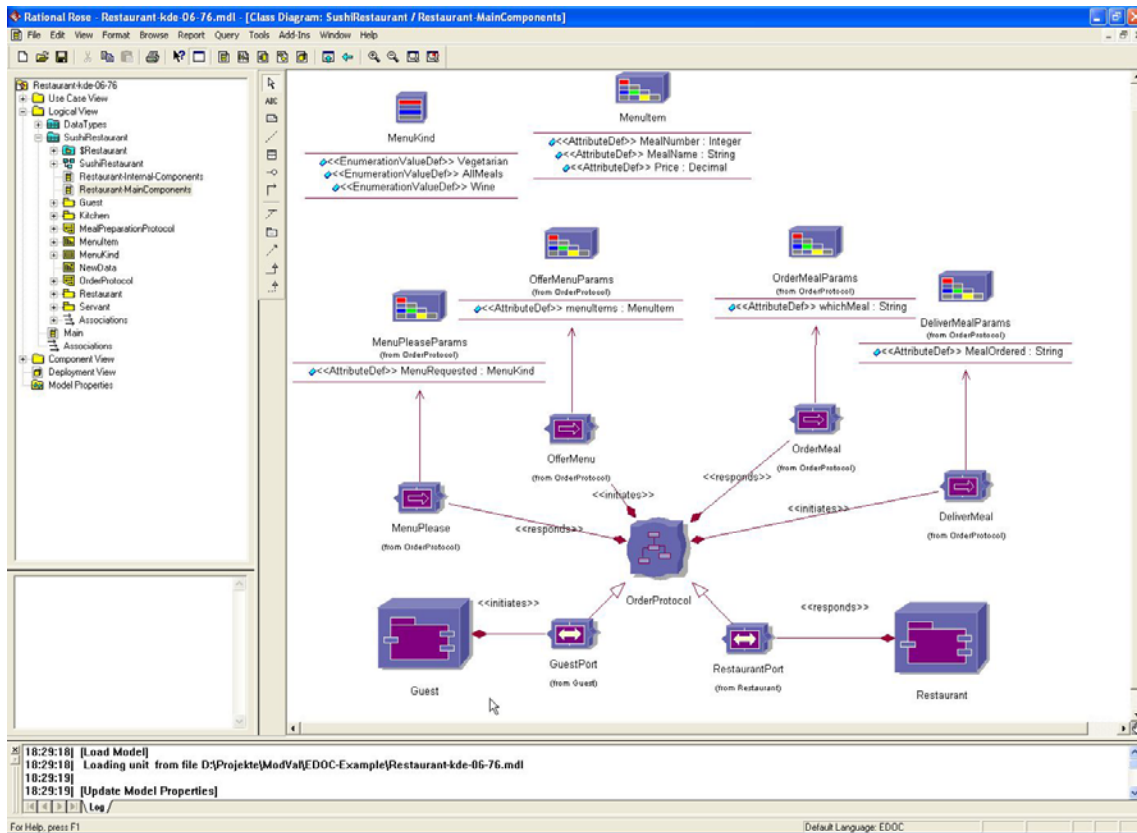 Rational Rose - Restaurant-kde-06-76.mdl - [Class Diagram: SushiRestaurant / Restaurant-MainComponents]
File Edit View Format Browse Report Query Tools Add-Ins Window Help
Restaurant-kde-06-76
Use Case View
Logical View
DataTypes
SushiRestaurant
$Restaurant
SushiRestaurant
Restaurant-Internal-Components
Restaurant-MainComponents
Guest
Kitchen
MealPreparationProtocol
MenuItem
MenuKind
NewData
OrderProtocol
Restaurant
Servant
Associations
Main
Associations
Component View
Deployment View
Model Properties
ABC
MenuKind
<<EnumerationValueDef>> Vegetarian
<<EnumerationValueDef>> AllMeals
<<EnumerationValueDef>> Wine
MenuItem
<<AttributeDef>> MealNumber : Integer
<<AttributeDef>> MealName : String
<<AttributeDef>> Price : Decimal
OfferMenuParams
(from OrderProtocol)
<<AttributeDef>> menuItems : MenuItem
OrderMealParams
(from OrderProtocol)
<<AttributeDef>> whichMeal : String
MenuPleaseParams
(from OrderProtocol)
<<AttributeDef>> MenuRequested : MenuKind
DeliverMealParams
(from OrderProtocol)
<<AttributeDef>> MealOrdered : String
OfferMenu
(from OrderProtocol)
OrderMeal
(from OrderProtocol)
<<initiates>>
<<responds>>
MenuPlease
(from OrderProtocol)
<<responds>>
<<initiates>>
DeliverMeal
(from OrderProtocol)
OrderProtocol
<<initiates>>
<<responds>>
GuestPort
(from Guest)
RestaurantPort
(from Restaurant)
Guest
Restaurant
18:29:18| [Load Model]
18:29:18| Loading unit from file D:\Projekte\ModVal\EDOC-Example\Restaurant-kde-06-76.mdl
18:29:19|
18:29:19| [Update Model Properties]
Log
For Help, press F1
Default Language: EDOC